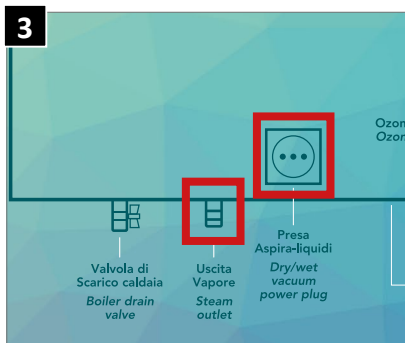 3
Ozon
Ozon
Presa
Aspira-liquidi
Dry/wet
vacuum
power plug
Valvola di
Scarico caldaia
Boiler drain
valve
Uscita
Vapore
Steam
outlet